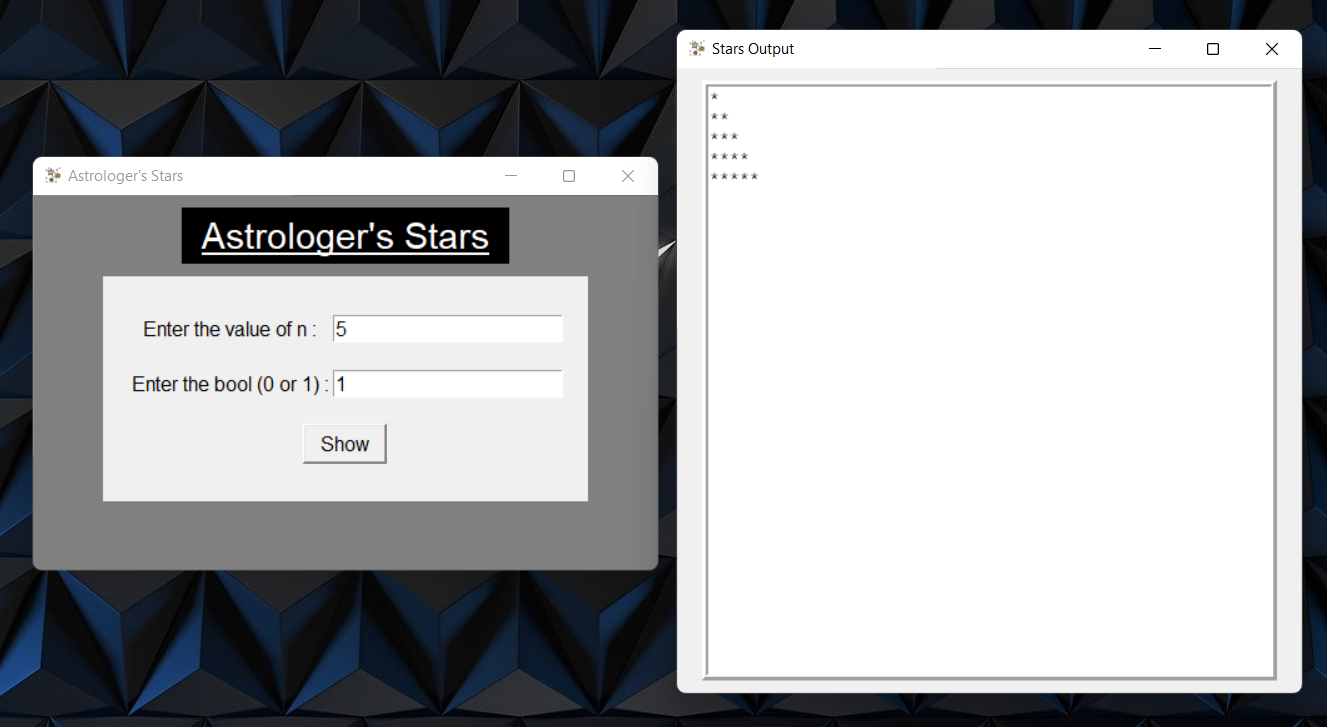 Astrologer's Stars
Astrologer's Stars
Enter the value of n : 5
Enter the bool (0 or 1) : 1
Show
Stars Output
*
**
***
****
*****